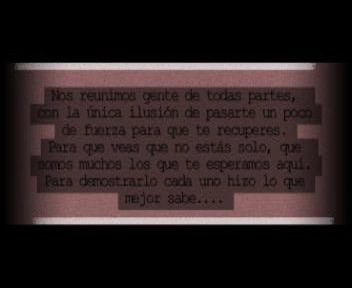 Nos reunimos gente de todas partes,
con la única ilusión de pasarte un poco
de fuerza para que te recuperes.
Para que veas que no estás solo, que
somos muchos los que te esperamos aquí.
Para demostrarlo cada uno hizo lo que
mejor sabe....